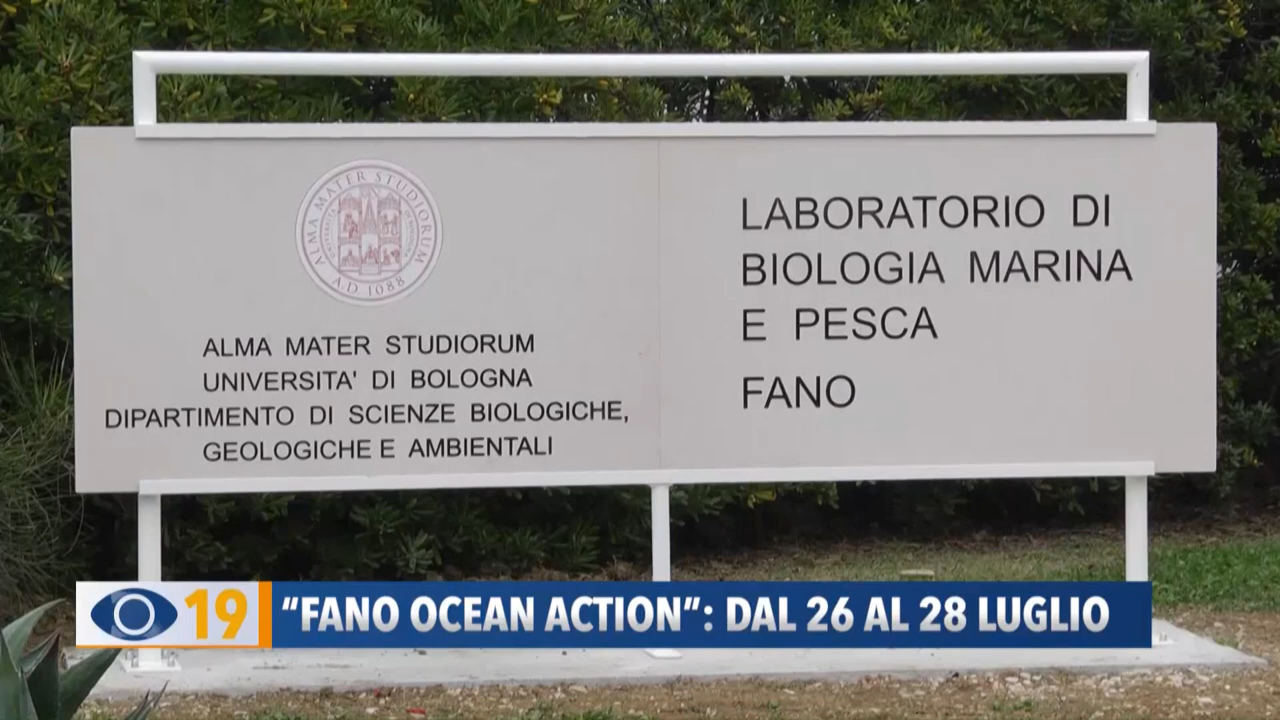 ALMA MATER STUDIORUM
A.D. 1088
ALMA MATER STUDIORUM
UNIVERSITA' DI BOLOGNA
DIPARTIMENTO DI SCIENZE BIOLOGICHE,
GEOLOGICHE E AMBIENTALI
LABORATORIO DI
BIOLOGIA MARINA
E PESCA
FANO
19 “FANO OCEAN ACTION”: DAL 26 AL 28 LUGLIO